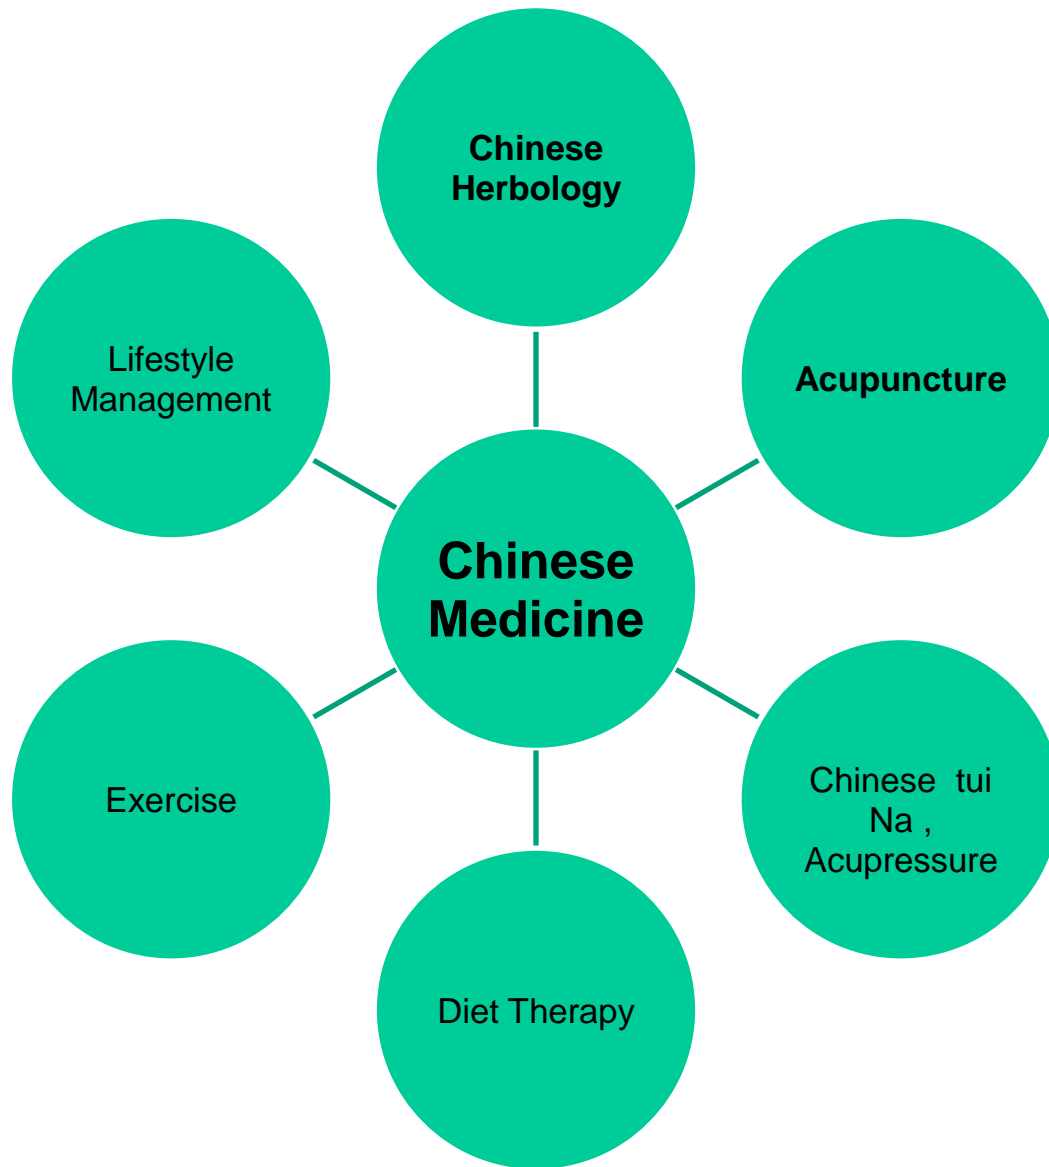 Chinese
Herbology
Lifestyle
Management
Acupuncture
Chinese
Medicine
Exercise
Chinese  tui
Na ,
Acupressure
Diet Therapy